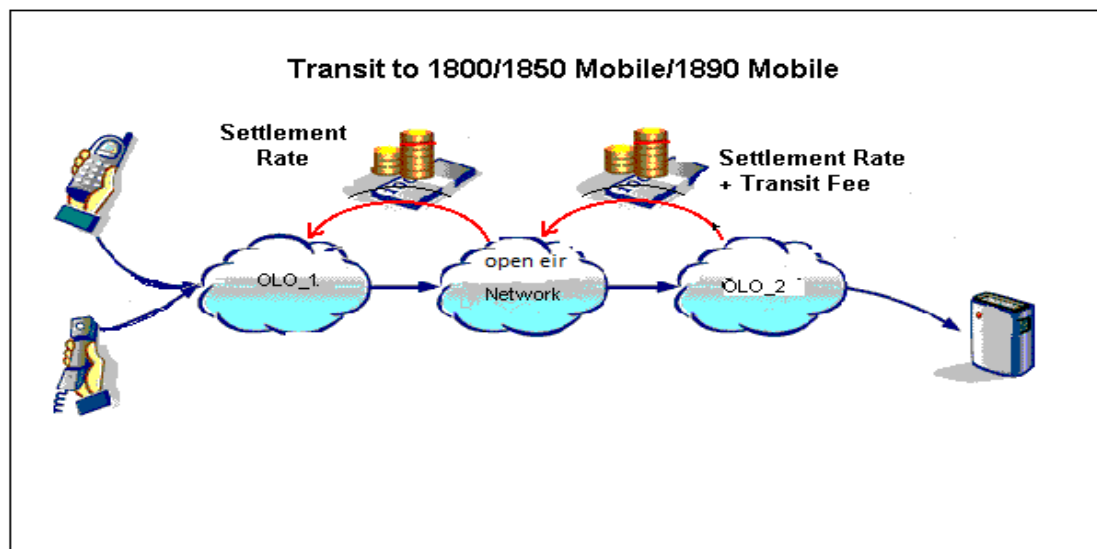 Transit to 1800/1850 Mobile/1890 Mobile
Settlement
Rate
Settlement Rate
+ Transit Fee
OLO_1
open eir
Network
OLO_2